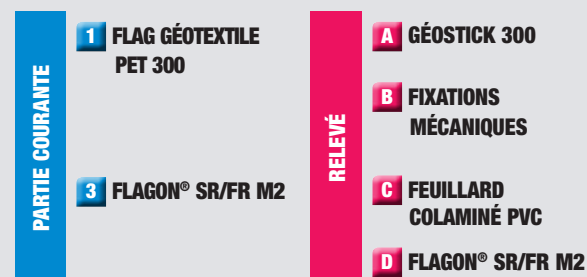 PARTIE COURANTE
1 FLAG GÉOTEXTILE
PET 300
3 FLAGON® SR/FR M2
RELEVÉ
A GÉOSTICK 300
B FIXATIONS
MÉCANIQUES
C FEUILLARD
COLAMINÉ PVC
D FLAGON® SR/FR M2